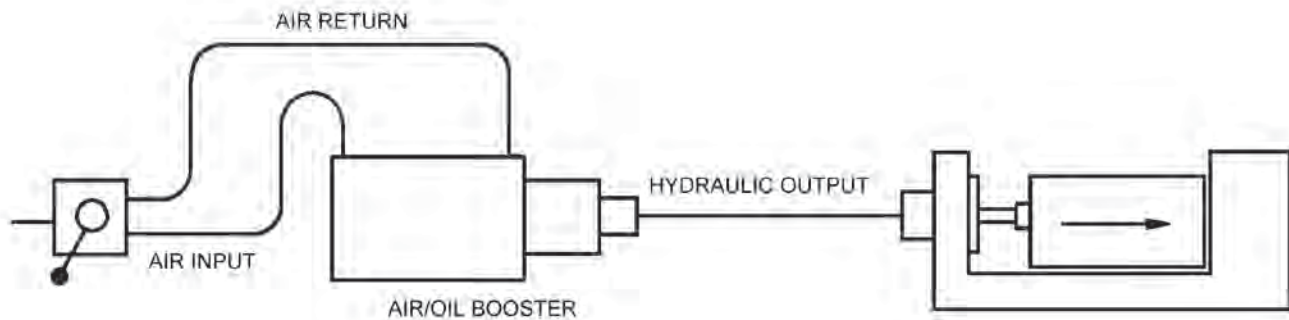 AIR RETURN
HYDRAULIC OUTPUT
AIR INPUT
AIR/OIL BOOSTER